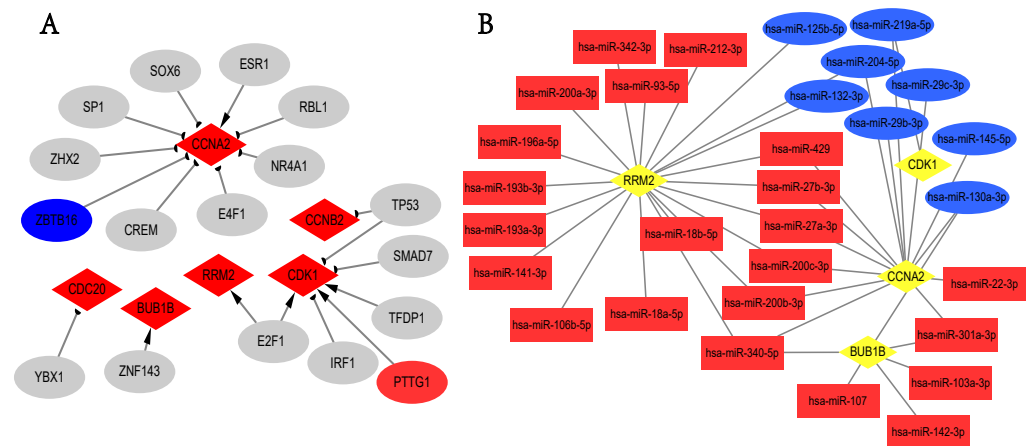 A
SOX6
ESR1
SP1
RBL1
CCNA2
ZHX2
NR4A1
ZBTB16
CREM
E4F1
CCNB2
TP53
SMAD7
CDC20
RRM2
CDK1
BUB1B
TFDP1
E2F1
IRF1
YBX1
ZNF143
PTTG1
B
hsa-miR-125b-5p
hsa-miR-219a-5p
hsa-miR-342-3p
hsa-miR-212-3p
hsa-miR-204-5p
hsa-miR-200a-3p
hsa-miR-93-5p
hsa-miR-29c-3p
hsa-miR-132-3p
hsa-miR-29b-3p
hsa-miR-196a-5p
hsa-miR-145-5p
hsa-miR-429
CDK1
RRM2
hsa-miR-193b-3p
hsa-miR-27b-3p
hsa-miR-130a-3p
hsa-miR-193a-3p
hsa-miR-18b-5p
hsa-miR-27a-3p
hsa-miR-141-3p
hsa-miR-200c-3p
CCNA2
hsa-miR-22-3p
hsa-miR-200b-3p
hsa-miR-106b-5p
hsa-miR-18a-5p
hsa-miR-301a-3p
hsa-miR-340-5p
BUB1B
hsa-miR-103a-3p
hsa-miR-107
hsa-miR-142-3p